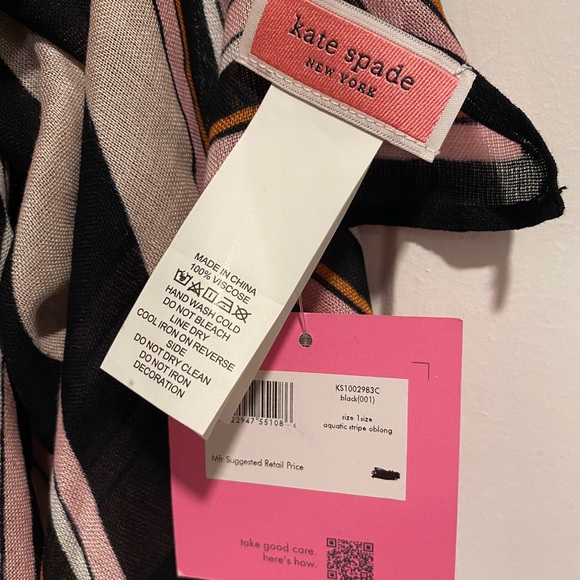 kate spade
NEW YORK
MADE IN CHINA
100% VISCOSE
HAND WASH COLD
DO NOT BLEACH
LINE DRY
COOL IRON ON REVERSE
SIDE
DO NOT DRY CLEAN
DO NOT IRON
DECORATION
KS1002983C
black(001)
size 1size
aquatic stripe oblong
22947"55108
Mfr Suggested Retail Price
take good care.
here's how.